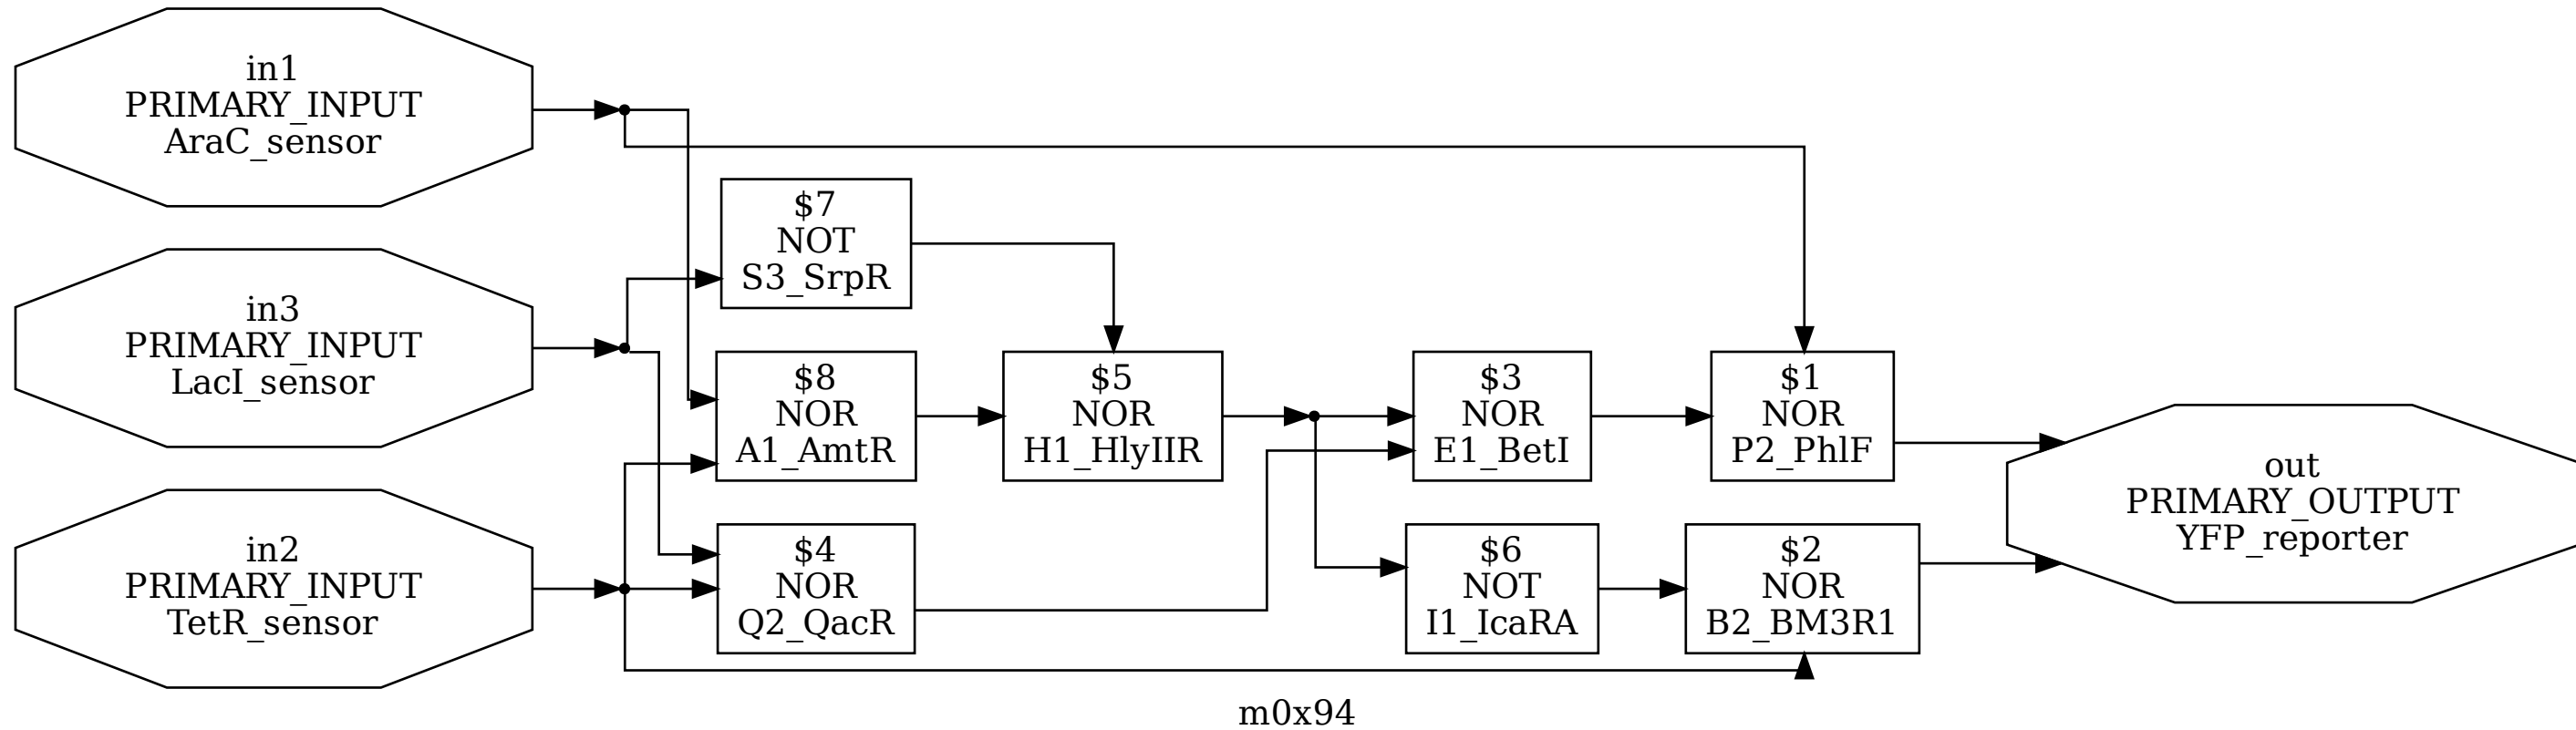 in1
PRIMARY_INPUT
AraC_sensor
in3
PRIMARY_INPUT
LacI_sensor
in2
PRIMARY_INPUT
TetR_sensor
$7
NOT
S3_SrpR
$8
NOR
A1_AmtR
$4
NOR
Q2_QacR
$5
NOR
H1_HlyIIR
$3
NOR
E1_BetI
$6
NOT
I1_IcaRA
$1
NOR
P2_PhlF
$2
NOR
B2_BM3R1
out
PRIMARY_OUTPUT
YFP_reporter
m0x94